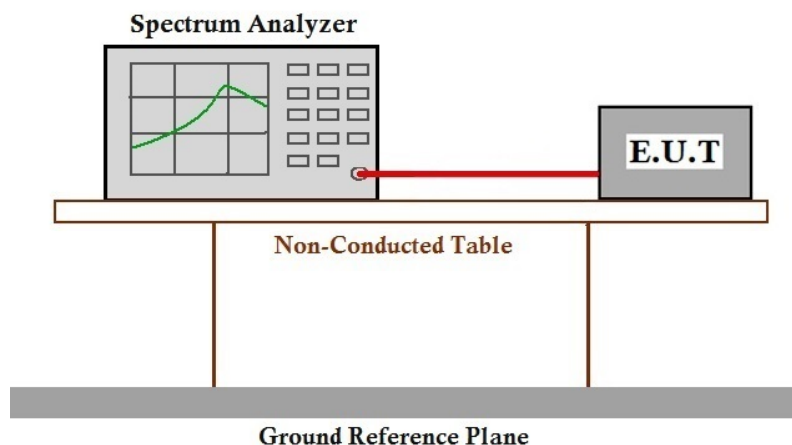 Spectrum Analyzer
E.U.T
Non-Conducted Table
Ground Reference Plane